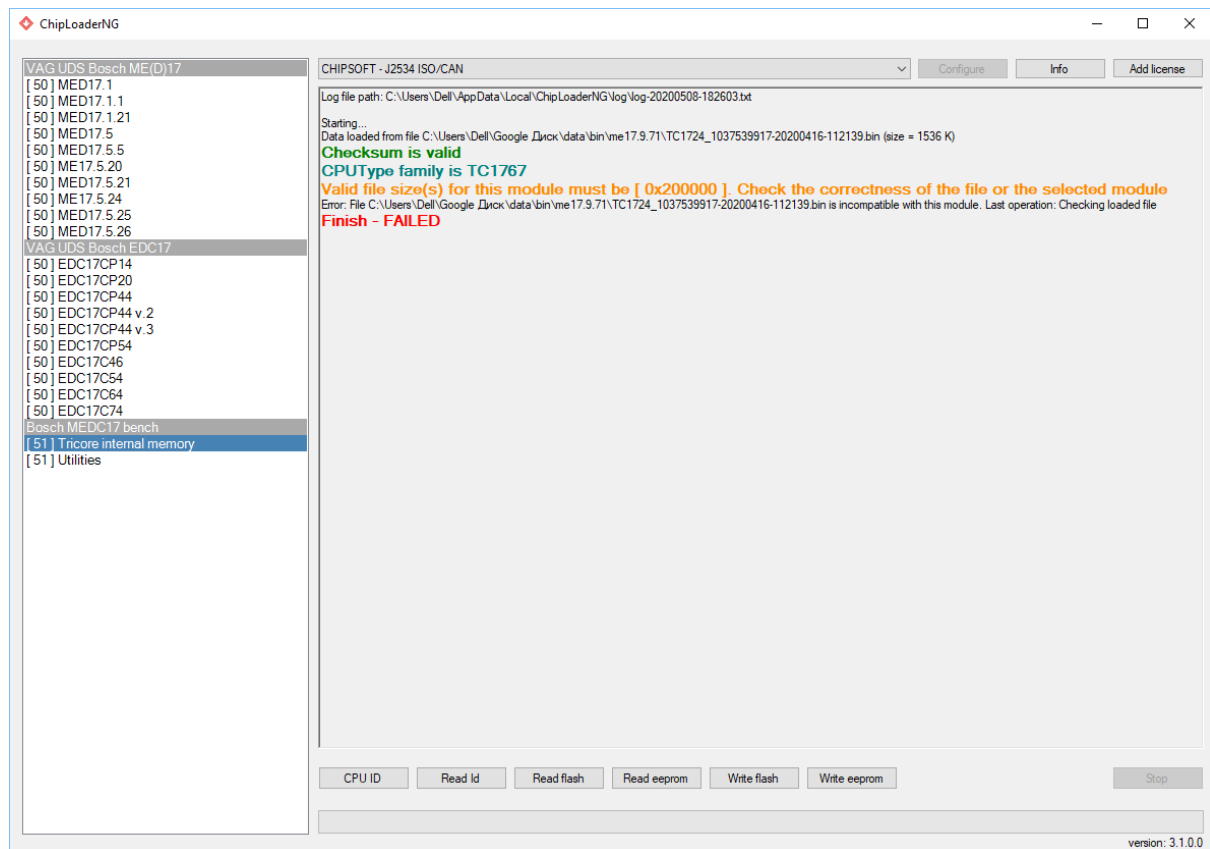 ChipLoaderNG
VAG UDS Bosch ME(D)17
[ 50 ] MED17.1
[ 50 ] MED17.1.1
[ 50 ] MED17.1.21
[ 50 ] MED17.5
[ 50 ] MED17.5.5
[ 50 ] ME17.5.20
[ 50 ] MED17.5.21
[ 50 ] ME17.5.24
[ 50 ] MED17.5.25
[ 50 ] MED17.5.26
VAG UDS Bosch EDC17
[ 50 ] EDC17CP14
[ 50 ] EDC17CP20
[ 50 ] EDC17CP44
[ 50 ] EDC17CP44 v.2
[ 50 ] EDC17CP44 v.3
[ 50 ] EDC17CP54
[ 50 ] EDC17C46
[ 50 ] EDC17C54
[ 50 ] EDC17C64
[ 50 ] EDC17C74
Bosch MEDC17 bench
[ 51 ] Tricore internal memory
[ 51 ] Utilities
CHIPSOFT - J2534 ISO/CAN
Configure
Info
Add license
Log file path: C:\Users\Dell\AppData\Local\ChipLoaderNG\log\log-20200508-182603.txt
Starting...
Data loaded from file C:\Users\Dell\Google Диск\data\bin\me17.9.71\TC1724_1037539917-20200416-112139.bin (size = 1536 K)
Checksum is valid
CPUType family is TC1767
Valid file size(s) for this module must be [ 0x200000 ]. Check the correctness of the file or the selected module
Error: File C:\Users\Dell\Google Диск\data\bin\me17.9.71\TC1724_1037539917-20200416-112139.bin is incompatible with this module. Last operation: Checking loaded file
Finish - FAILED
CPU ID
Read Id
Read flash
Read eeprom
Write flash
Write eeprom
Stop
version: 3.1.0.0